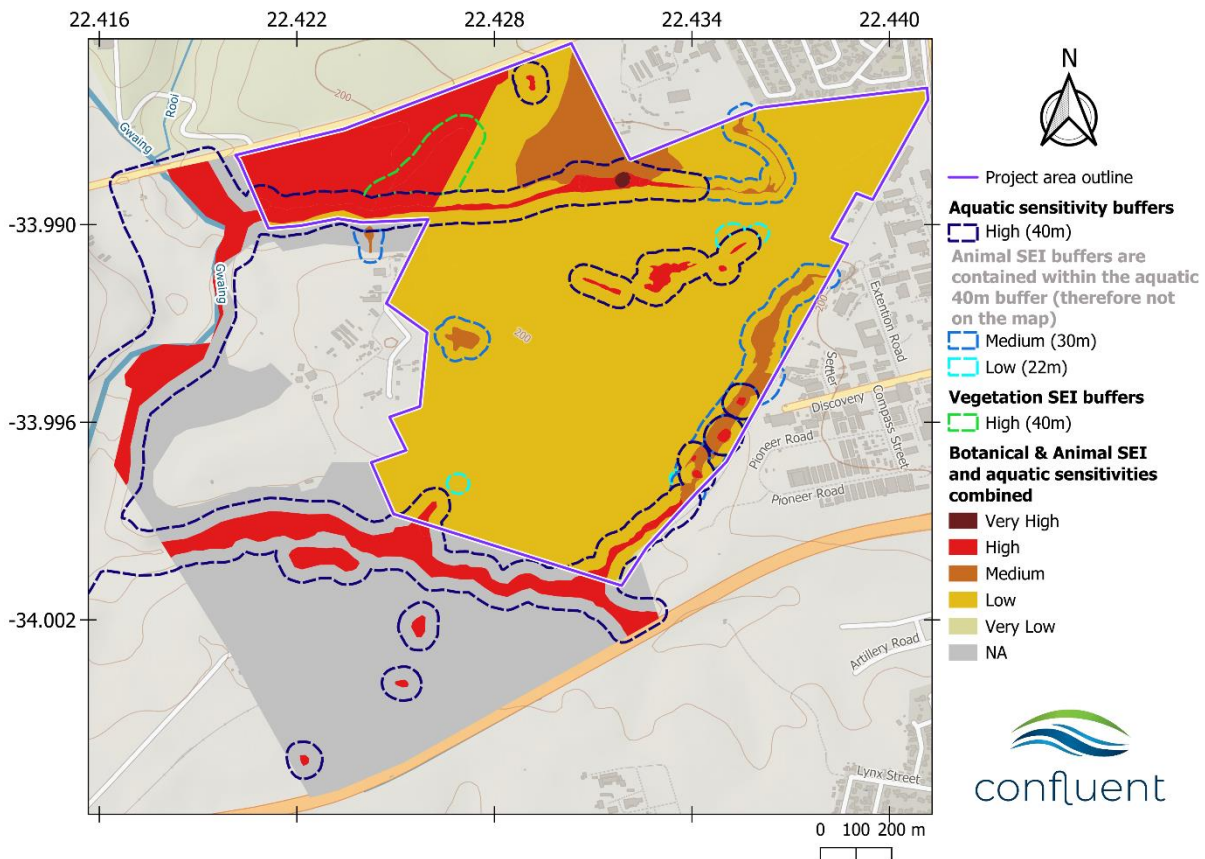 22.416
22.422
22.428
22.434
22.440
N
-33.990
-33.996
-34.002
Gwaing
Rooi
200
Gwaing
200
200
Extention Road
Settler
Discovery
Compass Street
Pioneer Road
Pioneer Road
Artillery Road
Lynx Street
Project area outline
Aquatic sensitivity buffers
High (40m)
Animal SEI buffers are
contained within the aquatic
40m buffer (therefore not
on the map)
Medium (30m)
Low (22m)
Vegetation SEI buffers
High (40m)
Botanical & Animal SEI
and aquatic sensitivities
combined
Very High
High
Medium
Low
Very Low
NA
confluent
0 100 200 m